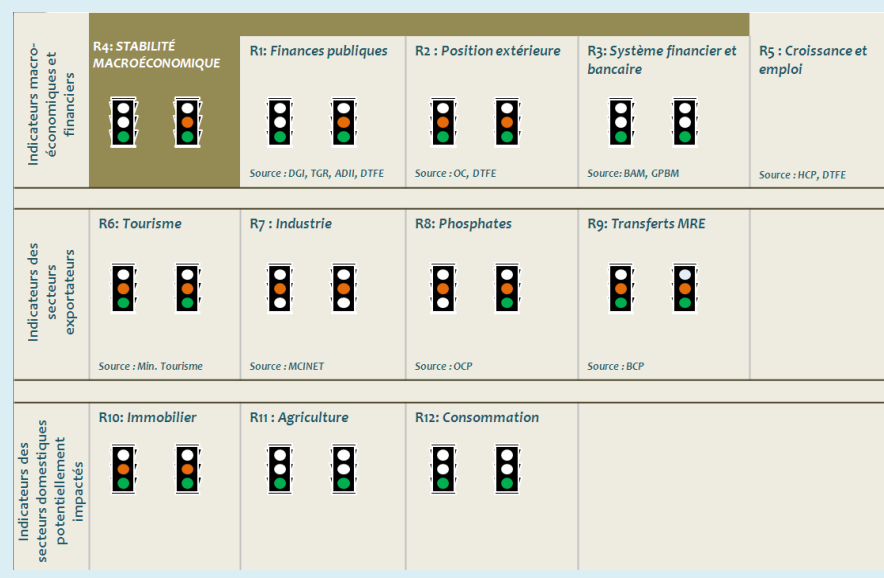 Indicateurs macro-
économiques et
financiers
R4: STABILITÉ
MACROÉCONOMIQUE
R1: Finances publiques
Source : DGI, TGR, ADII, DTFE
R2 : Position extérieure
Source : OC, DTFE
R3: Système financier et
bancaire
Source: BAM, GPBM
R5 : Croissance et
emploi
Source : HCP, DTFE
Indicateurs des
secteurs
exportateurs
R6: Tourisme
Source : Min. Tourisme
R7 : Industrie
Source : MCINET
R8: Phosphates
Source : OCP
R9: Transferts MRE
Source : BCP
Indicateurs des
secteurs domestiques
potentiellement
impactés
R10: Immobilier
R11 : Agriculture
R12: Consommation